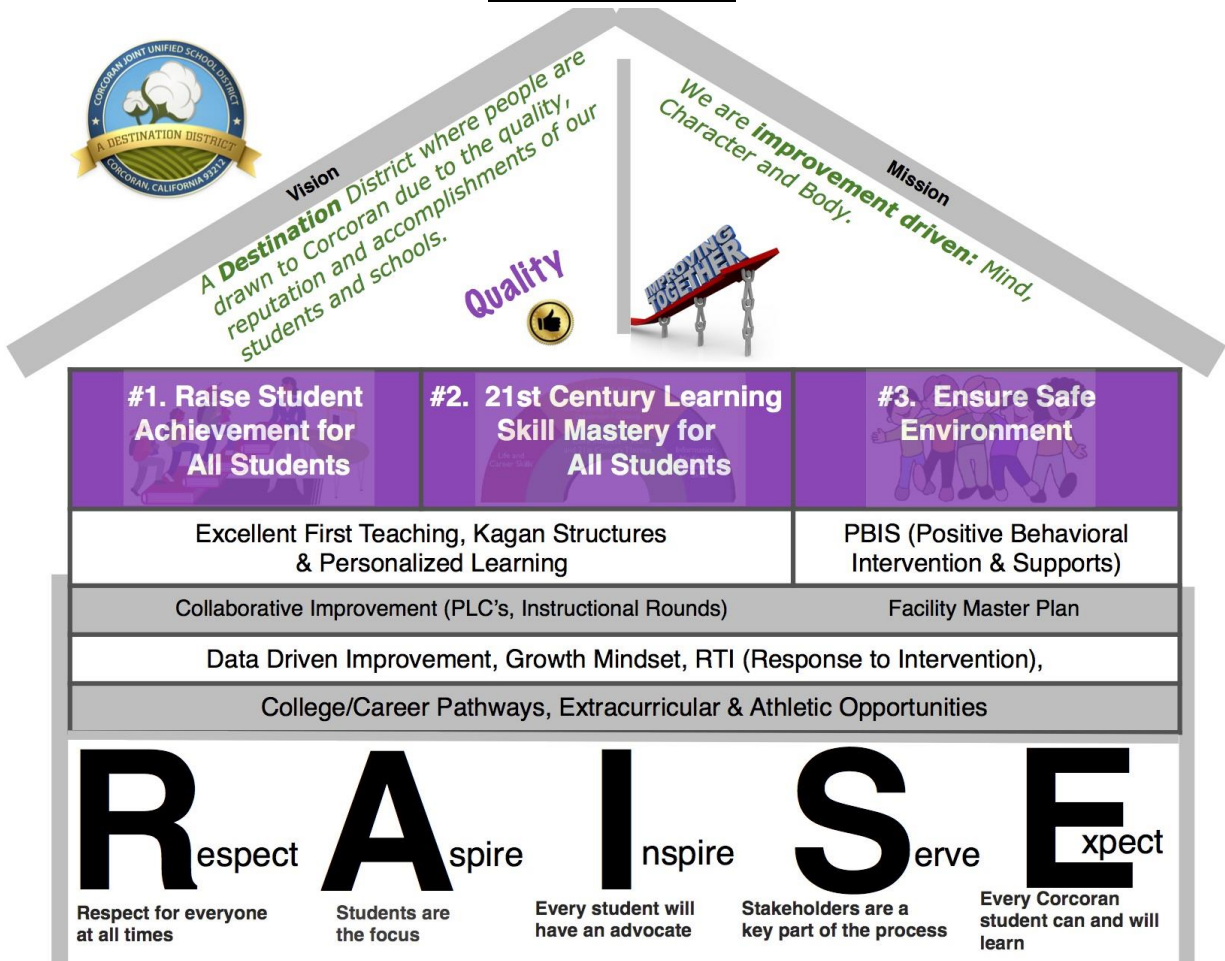 CORCORAN JOINT UNIFIED SCHOOL DISTRICT
A DESTINATION DISTRICT
CORCORAN, CALIFORNIA 93212
Vision
A Destination District where people are
drawn to Corcoran due to the quality,
reputation and accomplishments of our
students and schools.
Quality
Mission
We are improvement driven: Mind,
Character and Body.
IMPROVING
TOGETHER
#1. Raise Student
Achievement for
All Students
#2. 21st Century Learning
Skill Mastery for
All Students
Life and
Career Skills
#3. Ensure Safe
Environment
Excellent First Teaching, Kagan Structures
& Personalized Learning
PBIS (Positive Behavioral
Intervention & Supports)
Collaborative Improvement (PLC's, Instructional Rounds)
Facility Master Plan
Data Driven Improvement, Growth Mindset, RTI (Response to Intervention),
College/Career Pathways, Extracurricular & Athletic Opportunities
Respect Aspire Inspire Serve Expect
Respect for everyone
at all times
Students are
the focus
Every student will
have an advocate
Stakeholders are a
key part of the process
Every Corcoran
student can and will
learn